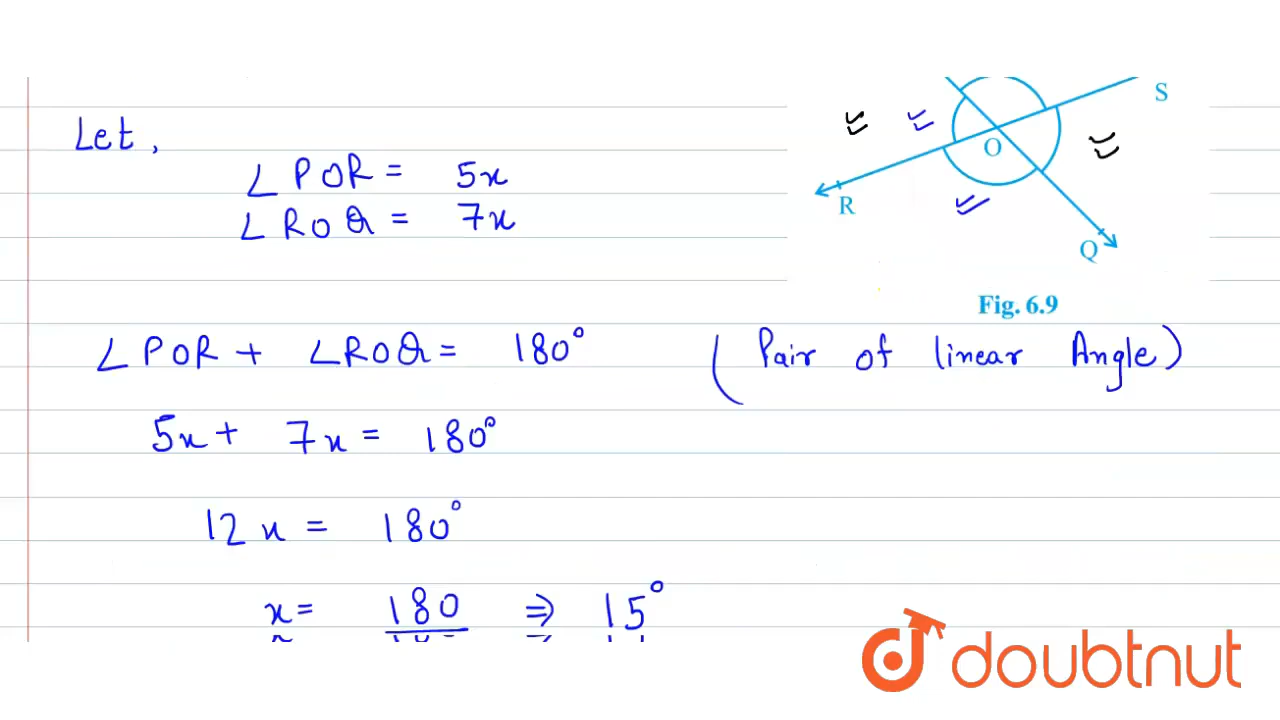 Let,
∠POR = 5x
∠ROQ = 7x
S
O
R
Q
Fig. 6.9
∠POR + ∠ROQ = 180° (Pair of linear Angle)
5x + 7x = 180°
12x = 180°
x = 180 ⇒ 15°
doubtnut